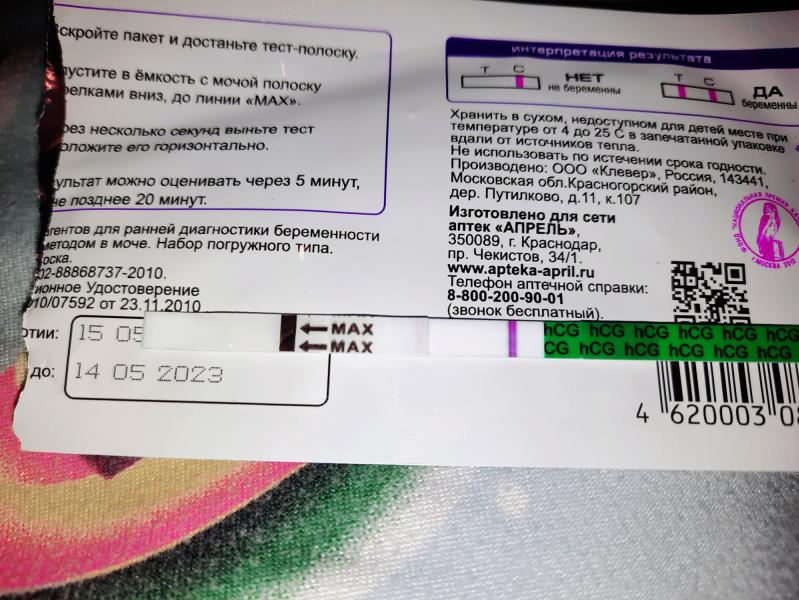 скройте пакет и достаньте тест-полоску.
пустите в ёмкость с мочой полоску
релками вниз, до линии «MAX».
рез несколько секунд выньте тест
оложите его горизонтально.
зультат можно оценивать через 5 минут,
не позднее 20 минут.
агентов для ранней диагностики беременности
методом в моче. Набор погружного типа.
оска.
02-88868737-2010.
ционное Удостоверение
010/07592 от 23.11.2010
ртии: 15 05
до: 14 05 2023
интерпретация результата
T C НЕТ
не беременны
T C ДА
беременны
Хранить в сухом, недоступном для детей месте при
температуре от 4 до 25 С в запечатанной упаковке
вдали от источников тепла.
Не использовать по истечении срока годности.
Произведено: ООО «Клевер», Россия, 143441,
Московская обл.Красногорский район,
дер. Путилково, д.11, к.107
Изготовлено для сети
аптек «АПРЕЛЬ»,
350089, г. Краснодар,
пр. Чекистов, 34/1.
www.apteka-april.ru
Телефон аптечной справки:
8-800-200-90-01
(звонок бесплатный).
MAX
MAX
hCG hCG hCG hCG hCG hCG
CG hCG hCG hCG hCG hCG
4 620003 0